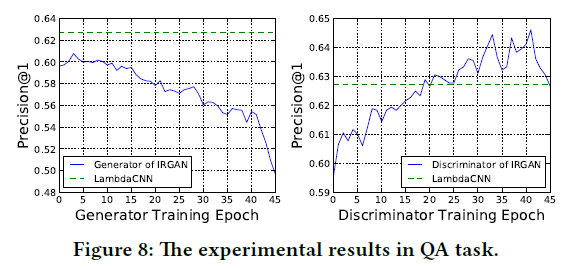 0.64
0.62
0.60
0.58
0.56
0.54
0.52
0.50
0.48
Precision@1
Generator of IRGAN
LambdaCNN
0 5 10 15 20 25 30 35 40 45
Generator Training Epoch
0.65
0.64
0.63
0.62
0.61
0.60
0.59
Precision@1
Discriminator of IRGAN
LambdaCNN
0 5 10 15 20 25 30 35 40 45
Discriminator Training Epoch
Figure 8: The experimental results in QA task.